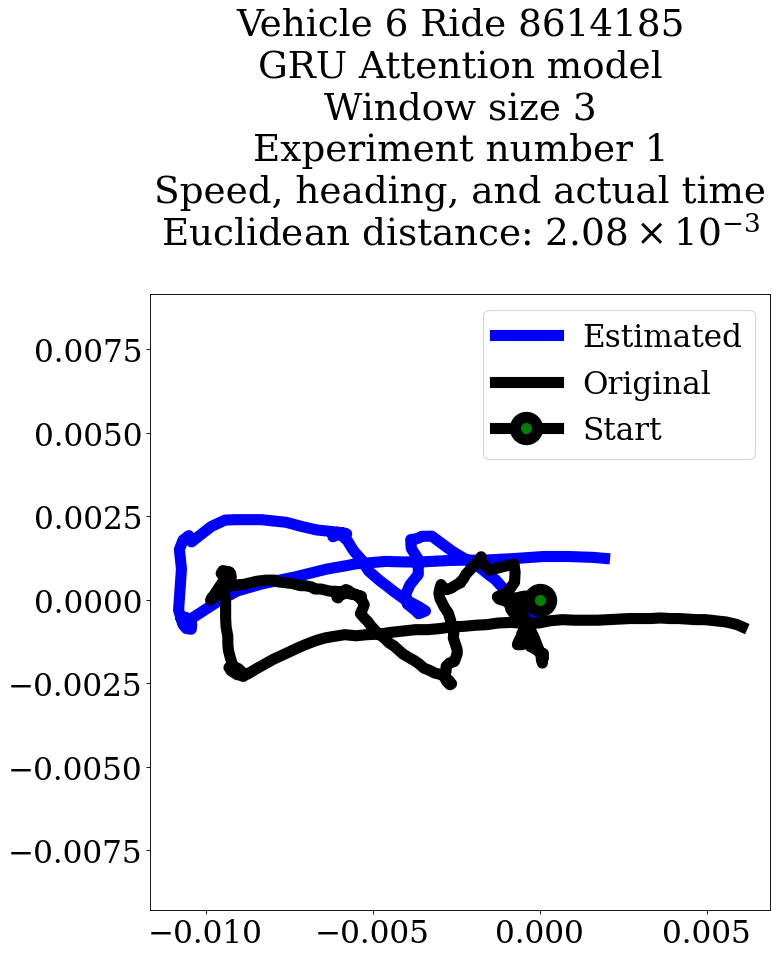 Vehicle 6 Ride 8614185
GRU Attention model
Window size 3
Experiment number 1
Speed, heading, and actual time
Euclidean distance: 2.08 × 10⁻³
Estimated
Original
Start
0.0075
0.0050
0.0025
0.0000
−0.0025
−0.0050
−0.0075
−0.010
−0.005
0.000
0.005